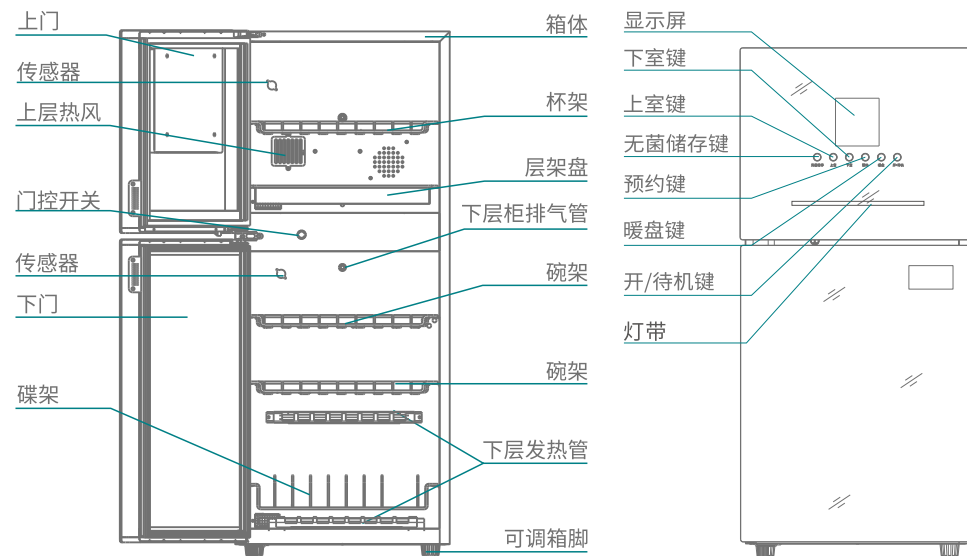 上门
传感器
上层热风
门控开关
传感器
下门
碟架
箱体
杯架
层架盘
下层柜排气管
碗架
碗架
下层发热管
可调箱脚
显示屏
下室键
上室键
无菌储存键
预约键
暖盘键
开/待机键
灯带